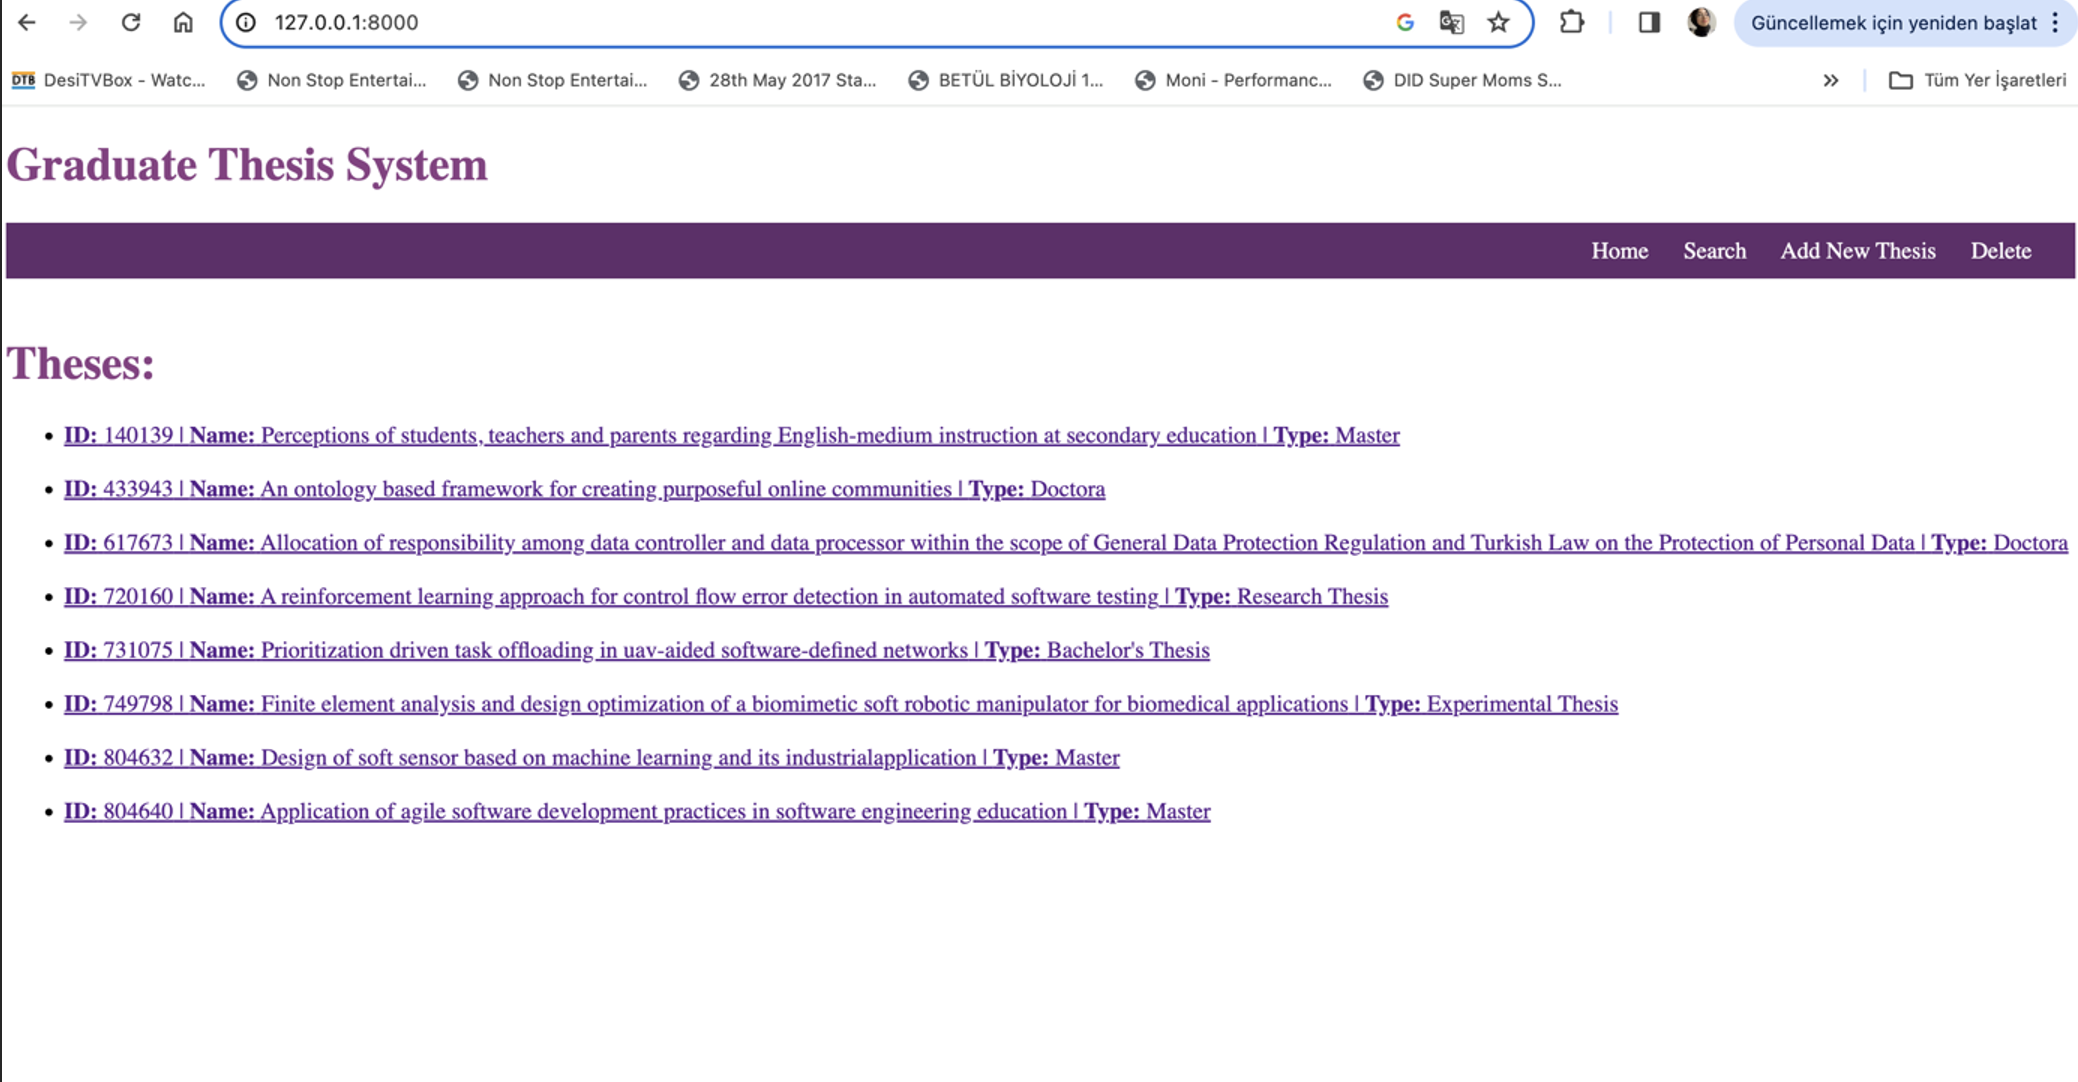 127.0.0.1:8000
Güncellemek için yeniden başlat
DTB DesiTVBox - Watc... Non Stop Entertai... Non Stop Entertai... 28th May 2017 Sta... BETÜL BİYOLOJİ 1... Moni - Performanc... DID Super Moms S... » Tüm Yer İşaretleri
Graduate Thesis System
Home Search Add New Thesis Delete
Theses:
• ID: 140139 | Name: Perceptions of students, teachers and parents regarding English-medium instruction at secondary education | Type: Master
• ID: 433943 | Name: An ontology based framework for creating purposeful online communities | Type: Doctora
• ID: 617673 | Name: Allocation of responsibility among data controller and data processor within the scope of General Data Protection Regulation and Turkish Law on the Protection of Personal Data | Type: Doctora
• ID: 720160 | Name: A reinforcement learning approach for control flow error detection in automated software testing | Type: Research Thesis
• ID: 731075 | Name: Prioritization driven task offloading in uav-aided software-defined networks | Type: Bachelor's Thesis
• ID: 749798 | Name: Finite element analysis and design optimization of a biomimetic soft robotic manipulator for biomedical applications | Type: Experimental Thesis
• ID: 804632 | Name: Design of soft sensor based on machine learning and its industrialapplication | Type: Master
• ID: 804640 | Name: Application of agile software development practices in software engineering education | Type: Master